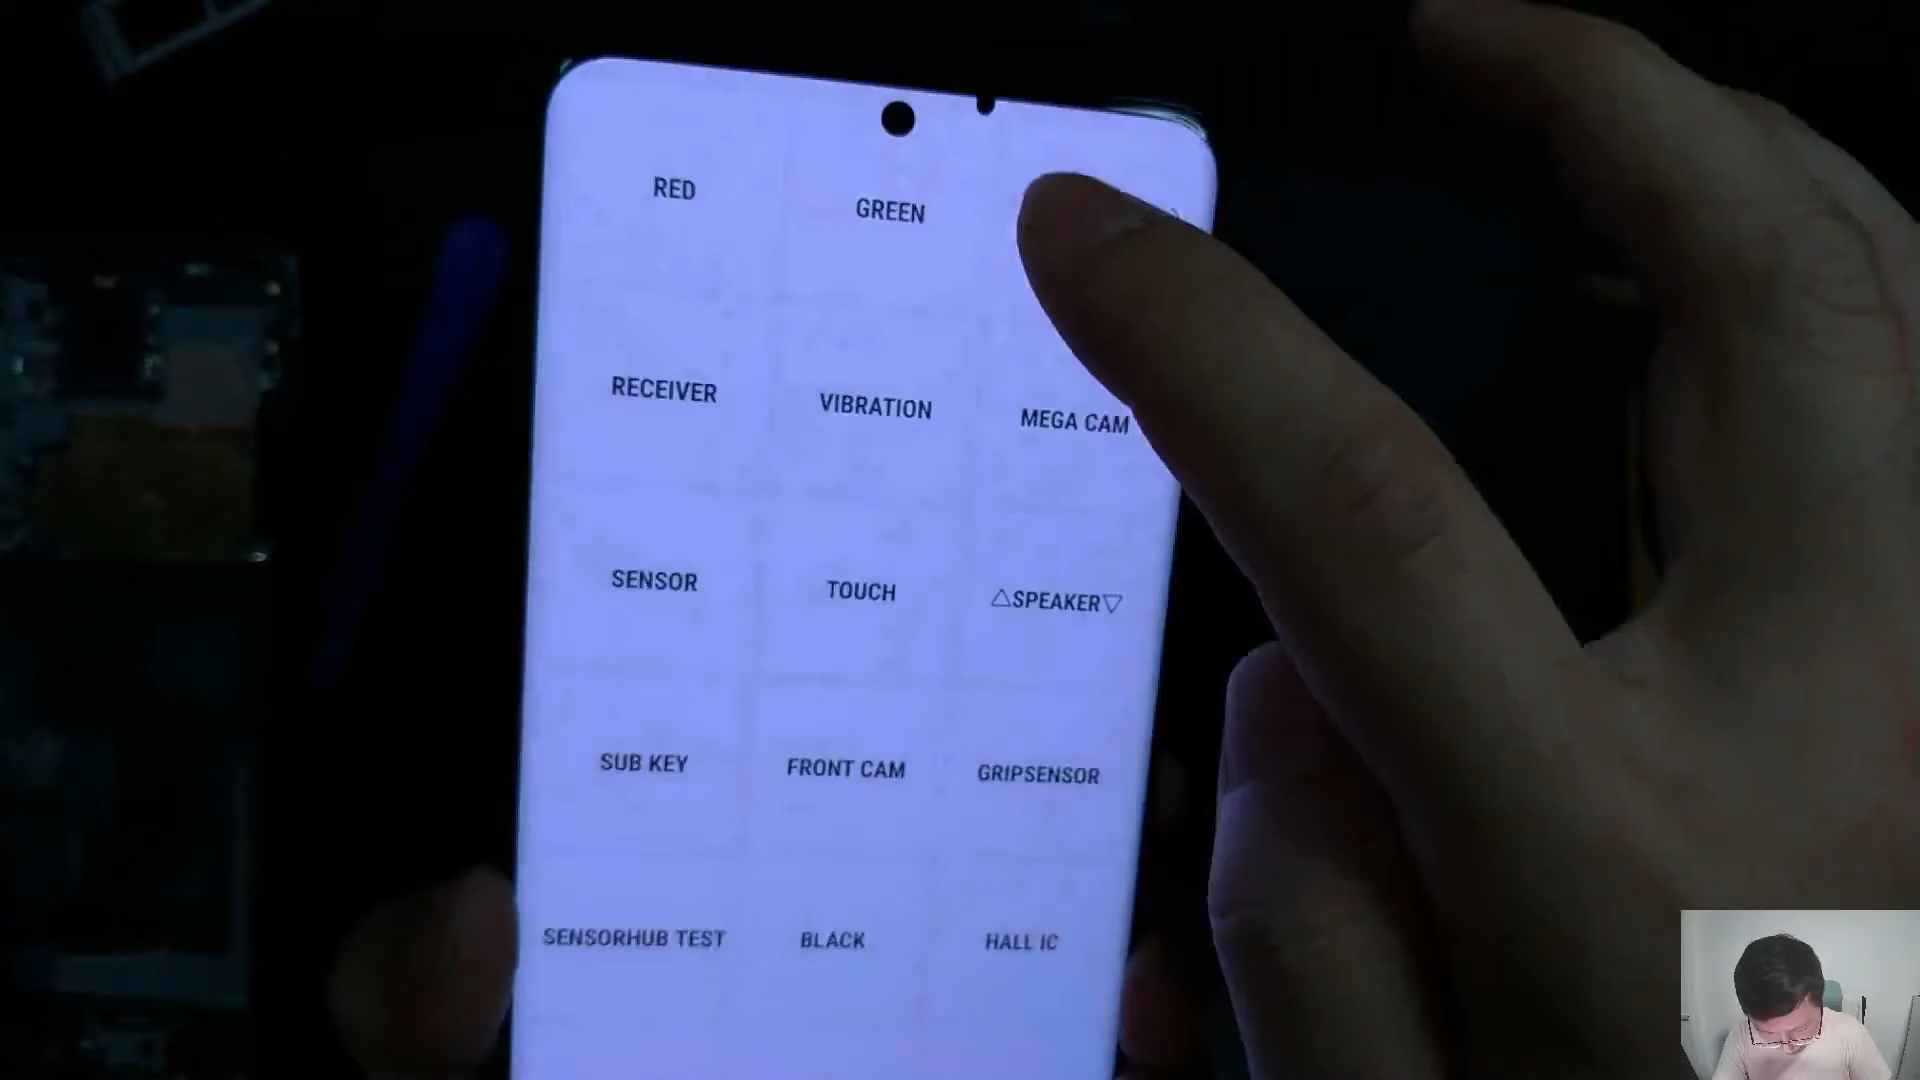 RED
GREEN
RECEIVER
VIBRATION
MEGA CAM
SENSOR
TOUCH
△SPEAKER▽
SUB KEY
FRONT CAM
GRIPSENSOR
SENSORHUB TEST
BLACK
HALL IC